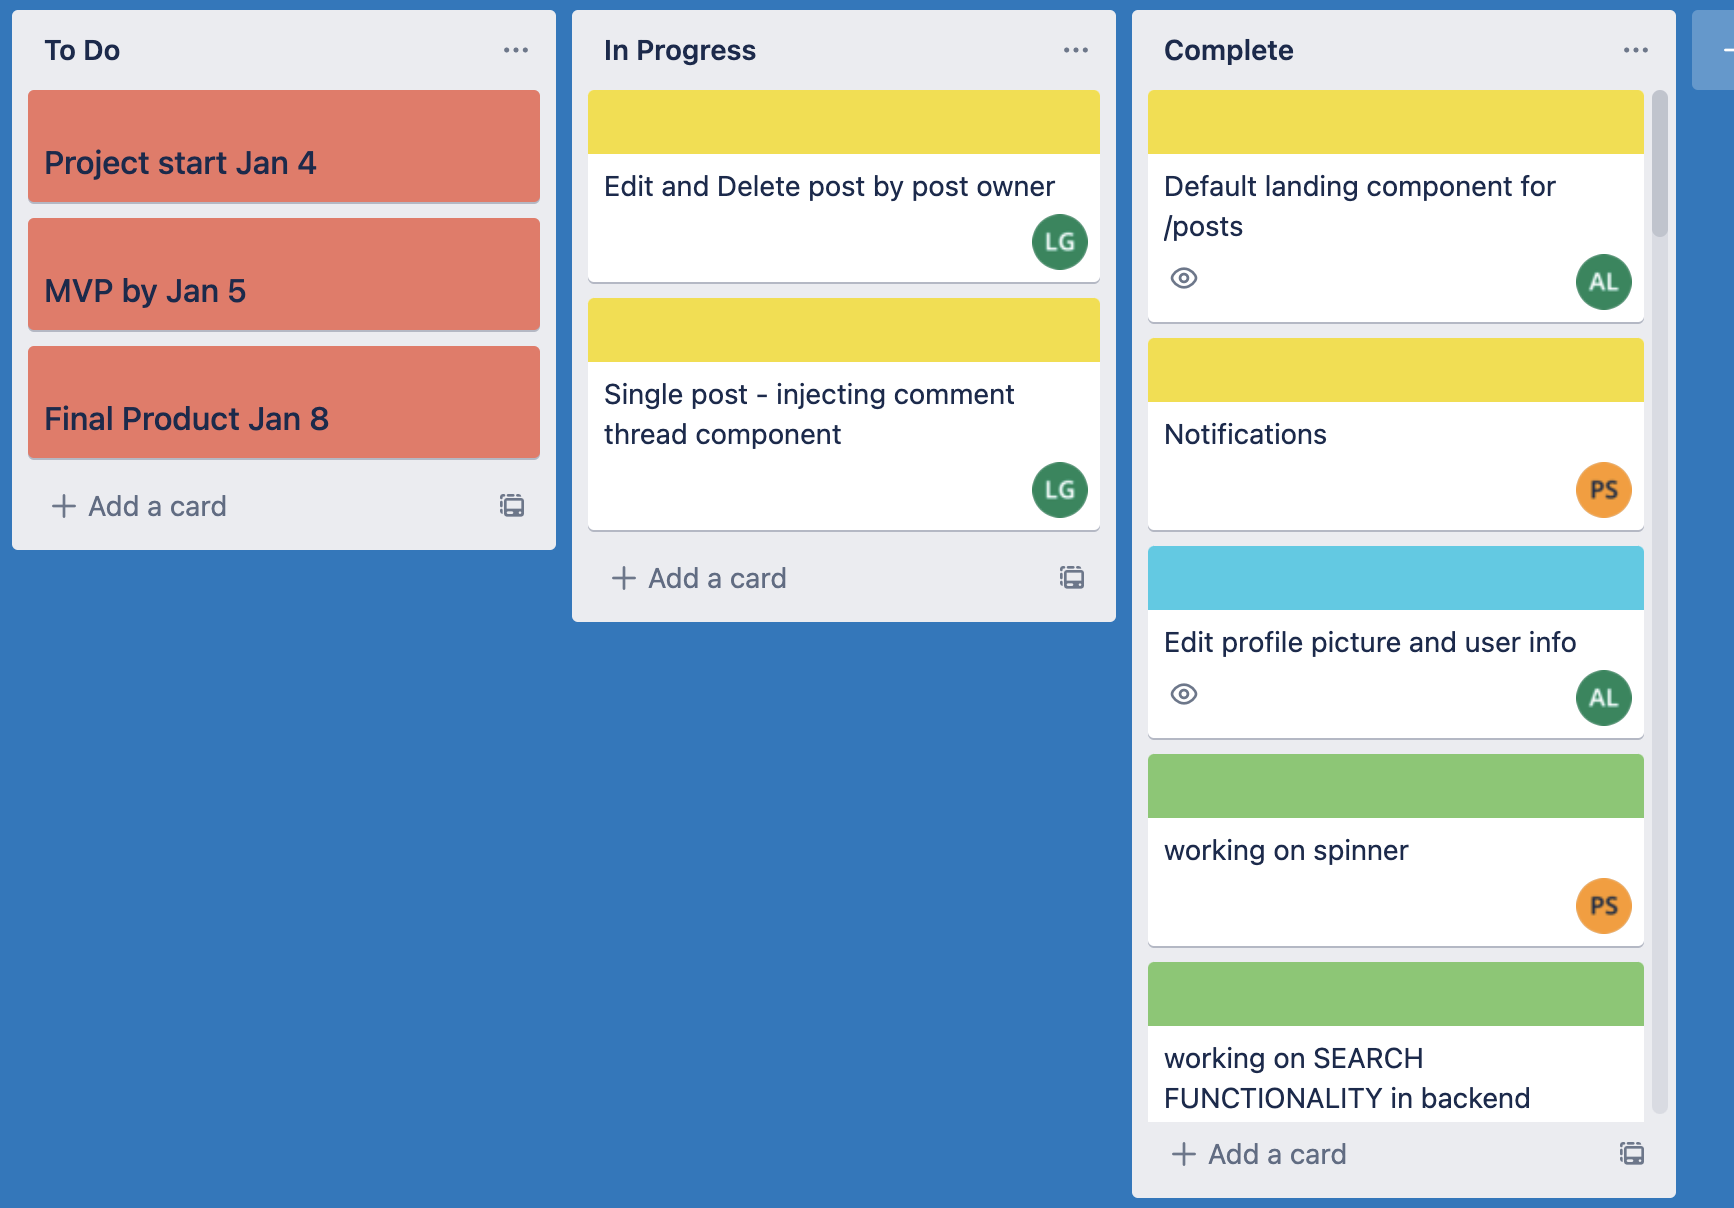 To Do
Project start Jan 4
MVP by Jan 5
Final Product Jan 8
Add a card
In Progress
Edit and Delete post by post owner
LG
Single post - injecting comment
thread component
LG
Add a card
Complete
Default landing component for
/posts
AL
Notifications
PS
Edit profile picture and user info
AL
working on spinner
PS
working on SEARCH
FUNCTIONALITY in backend
Add a card